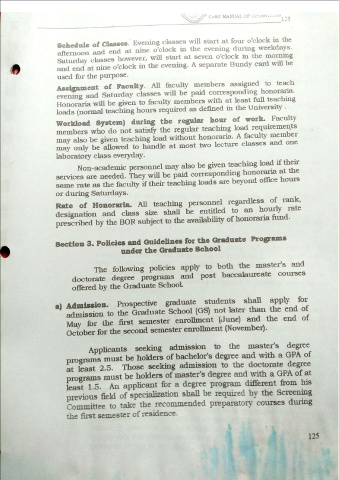 CvSU MANUAL OF
125
Schedule of Classes. Evening classes will start at four o'clock in the
afternoon and end at nine o'clock in the evening during weekdays.
Saturday classes however, will start at seven o'clock in the morning
and end at nine o'clock in the evening. A separate Bundy card will be
used for the purpose.
Assignment of Faculty. All faculty members assigned to teach
evening and Saturday classes will be paid corresponding honoraria.
Honoraria will be given to faculty members with at least full teaching
loads (normal teaching hours required as defined in the University .
Workload System) during the regular hour of work. Faculty
members who do not satisfy the regular teaching load requirements
may also be given teaching load without honoraria. A faculty member
may only be allowed to handle at most two lecture classes and one
laboratory class everyday.
Non-academic personnel may also be given teaching load if their
services are needed. They will be paid corresponding honoraria at the
same rate as the faculty if their teaching loads are beyond office hours
or during Saturdays.
Rate of Honoraria. All teaching personnel regardless of rank,
designation and class size shall be entitled to an hourly rate
prescribed by the BOR subject to the availability of honoraria fund.
Section 3. Policies and Guidelines for the Graduate Programs
under the Graduate School
The following policies apply to both the master's and
doctorate degree programs and post baccalaureate courses
offered by the Graduate School.
a) Admission. Prospective graduate students shall apply for
admission to the Graduate School (GS) not later than the end of
May for the first semester enrollment (June) and the end of
October for the second semester enrollment (November).
Applicants seeking admission to the master's degree
programs must be holders of bachelor's degree and with a GPA of
at least 2.5. Those seeking admission to the doctorate degree
programs must be holders of master's degree and with a GPA of at
least 1.5. An applicant for a degree program different from his
previous field of specialization shall be required by the Screening
Committee to take the recommended preparatory courses during
the first semester of residence.
125